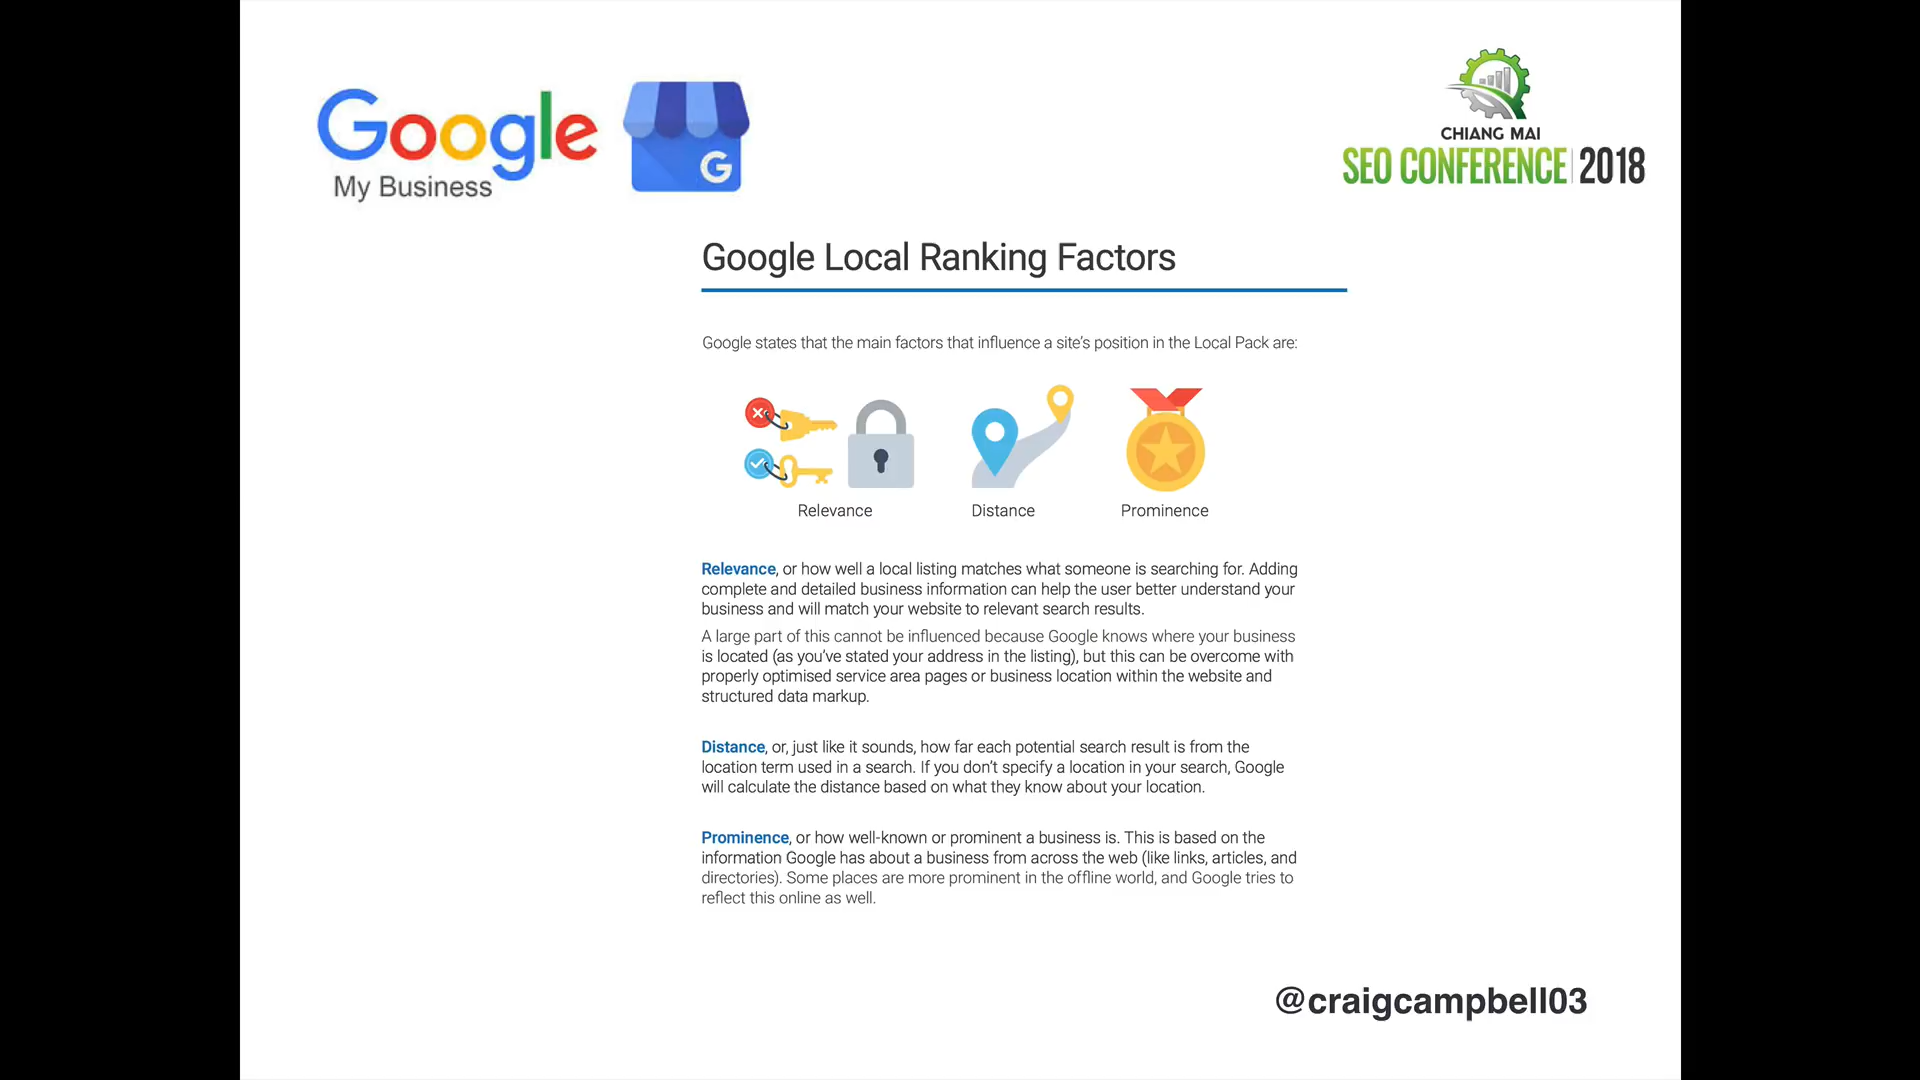 Google
My Business
G
CHIANG MAI
SEO CONFERENCE 2018
Google Local Ranking Factors
Google states that the main factors that influence a site's position in the Local Pack are:
Relevance
Distance
Prominence
Relevance, or how well a local listing matches what someone is searching for. Adding
complete and detailed business information can help the user better understand your
business and will match your website to relevant search results.
A large part of this cannot be influenced because Google knows where your business
is located (as you've stated your address in the listing), but this can be overcome with
properly optimised service area pages or business location within the website and
structured data markup.
Distance, or, just like it sounds, how far each potential search result is from the
location term used in a search. If you don't specify a location in your search, Google
will calculate the distance based on what they know about your location.
Prominence, or how well-known or prominent a business is. This is based on the
information Google has about a business from across the web (like links, articles, and
directories). Some places are more prominent in the offline world, and Google tries to
reflect this online as well.
@craigcampbell03